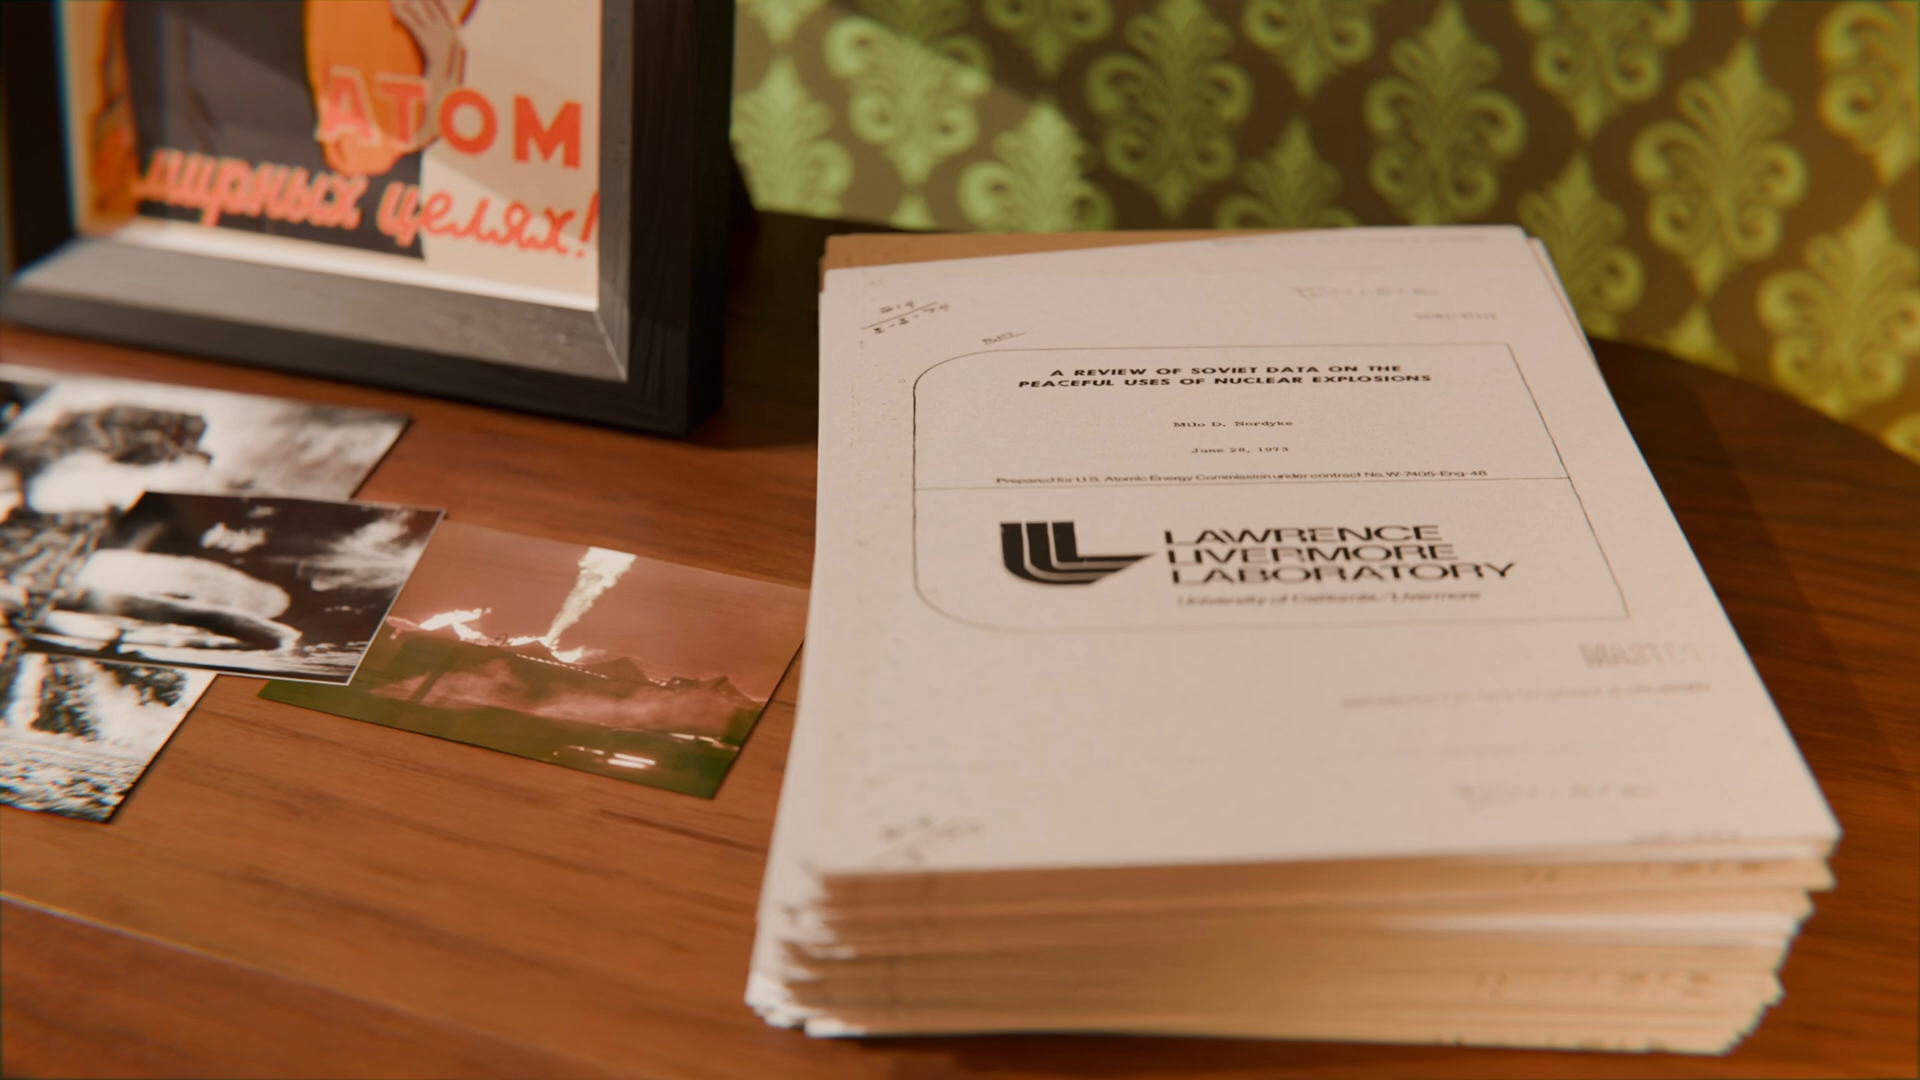 АТОМ
мирных целях!
A REVIEW OF SOVIET DATA ON THE
PEACEFUL USES OF NUCLEAR EXPLOSIONS
Milo D. Nordyke
June 28, 1973
Prepared for U.S. Atomic Energy Commission under contract No. W-7405-Eng-48
LAWRENCE
LIVERMORE
LABORATORY
University of California/Livermore
MASTER